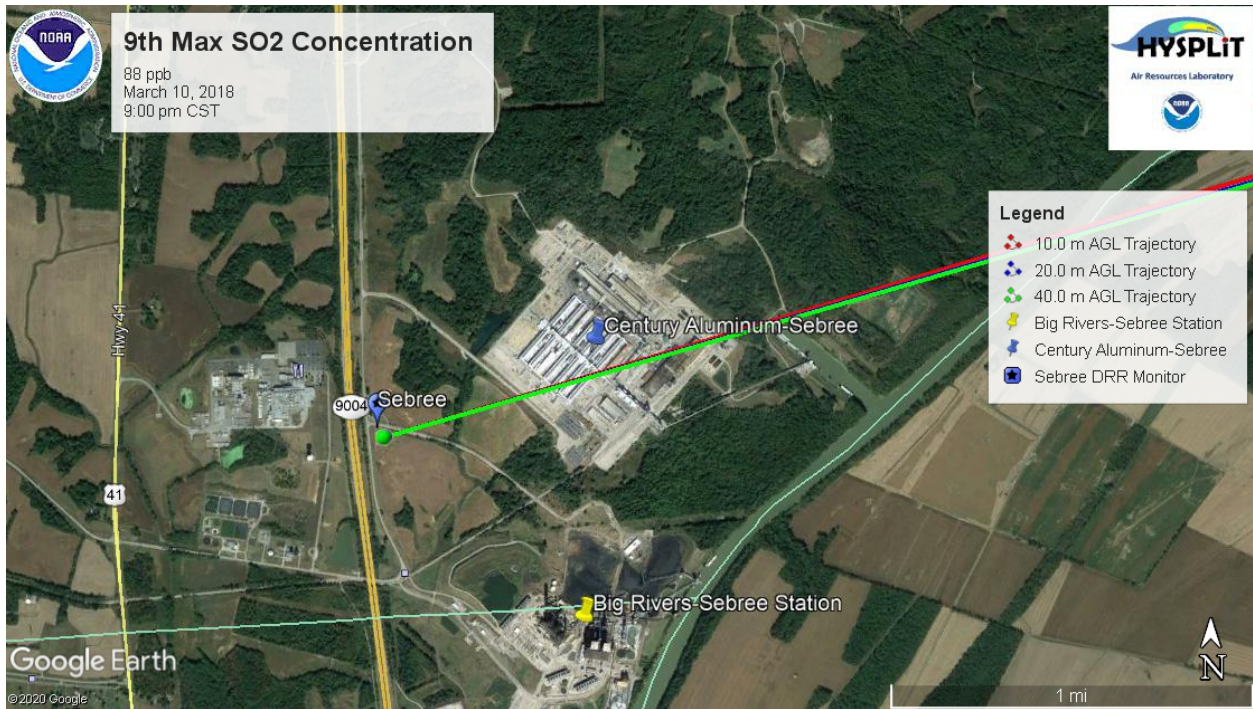 NOAA
9th Max SO2 Concentration
88 ppb
March 10, 2018
9:00 pm CST
HYSPLIT
Air Resources Laboratory
Legend
10.0 m AGL Trajectory
20.0 m AGL Trajectory
40.0 m AGL Trajectory
Big Rivers-Sebree Station
Century Aluminum-Sebree
Sebree DRR Monitor
Hwy 41
Century Aluminum-Sebree
9004
Sebree
41
Big Rivers-Sebree Station
Google Earth
©2020 Google
N
1 mi